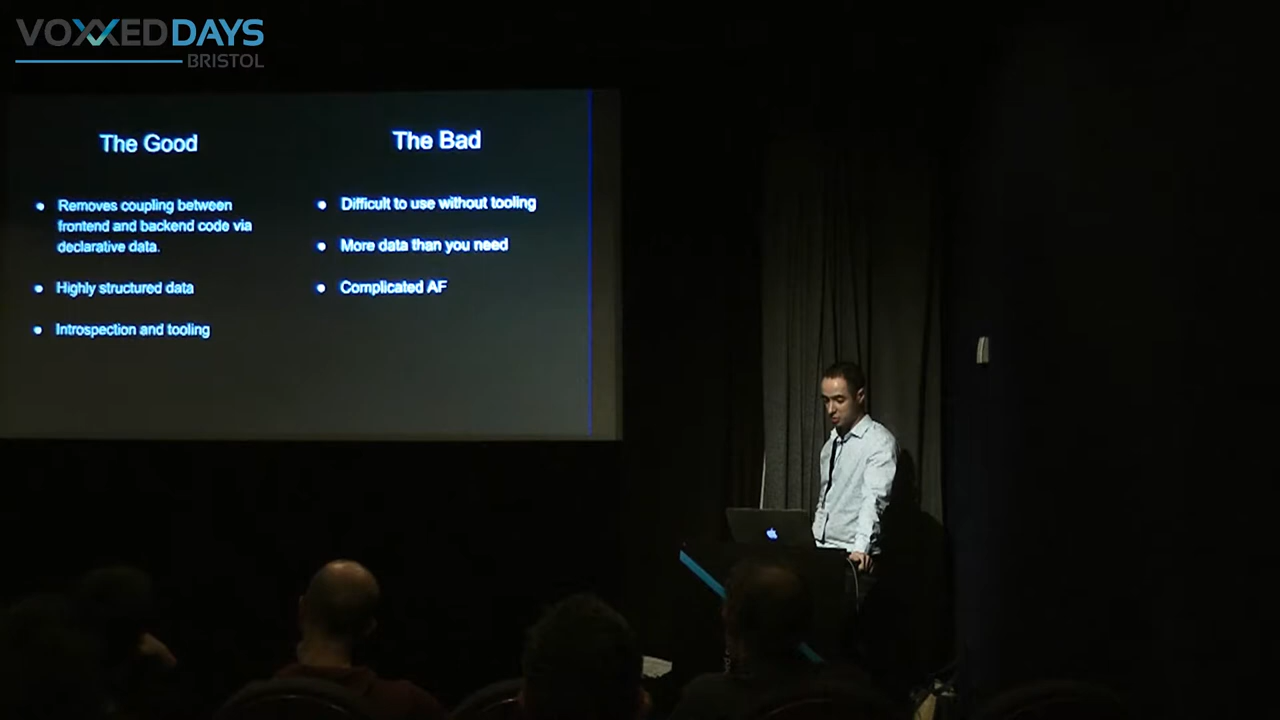 VOXXEDDAYS
BRISTOL
The Good
Removes coupling between
frontend and backend code via
declarative data.
Highly structured data
Introspection and tooling
The Bad
Difficult to use without tooling
More data than you need
Complicated AF